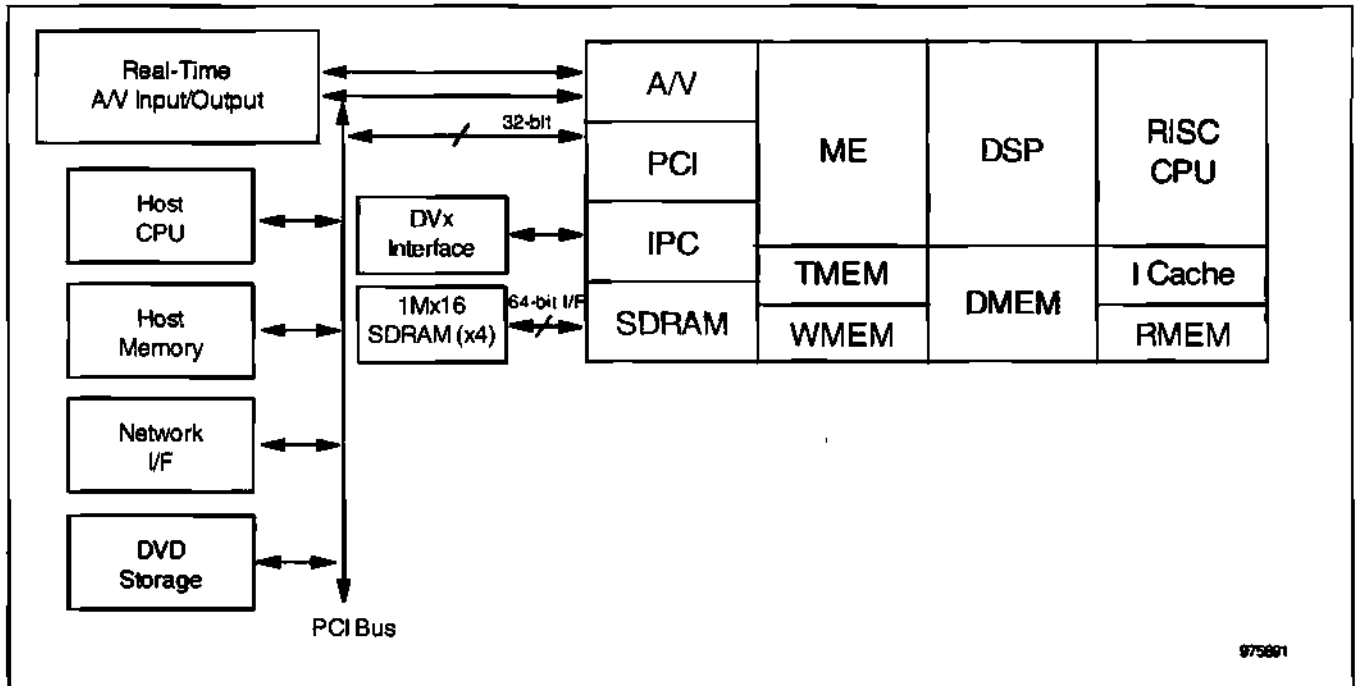 Real-Time
A/V Input/Output
Host
CPU
Host
Memory
Network
I/F
DVD
Storage
PCI Bus
32-bit
DVx
Interface
1Mx16
SDRAM (x4)
64-bit I/F
A/V
PCI
IPC
SDRAM
ME
TMEM
WMEM
DSP
DMEM
RISC
CPU
I Cache
RMEM
975891